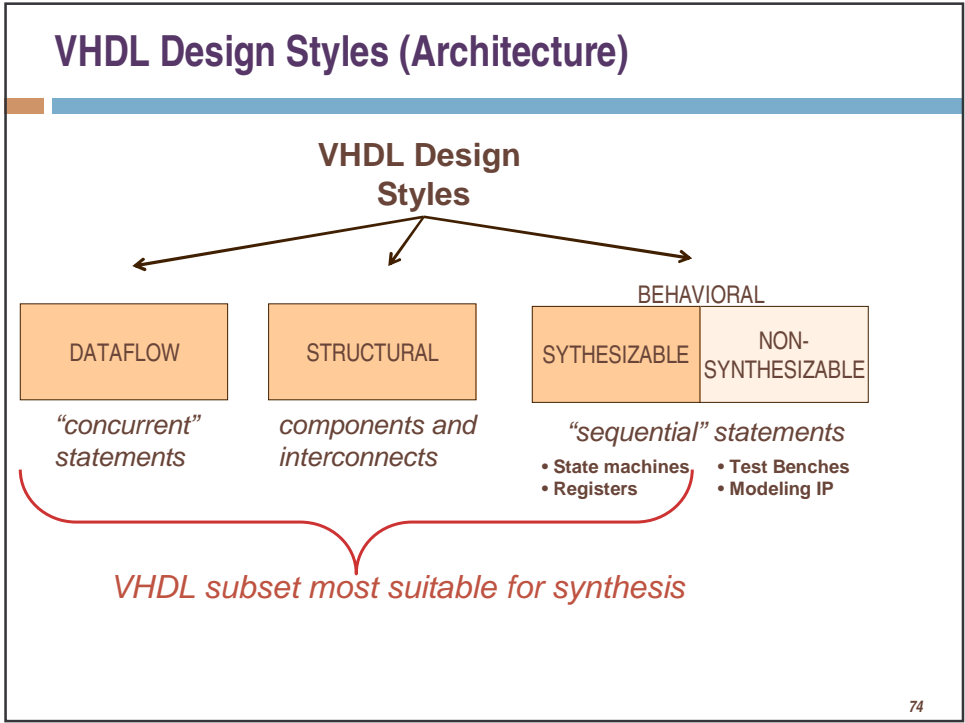 VHDL Design Styles (Architecture)
VHDL Design
Styles
DATAFLOW
“concurrent”
statements
STRUCTURAL
components and
interconnects
BEHAVIORAL
SYTHESIZABLE
NON-
SYNTHESIZABLE
“sequential” statements
• State machines
• Registers
• Test Benches
• Modeling IP
VHDL subset most suitable for synthesis
74